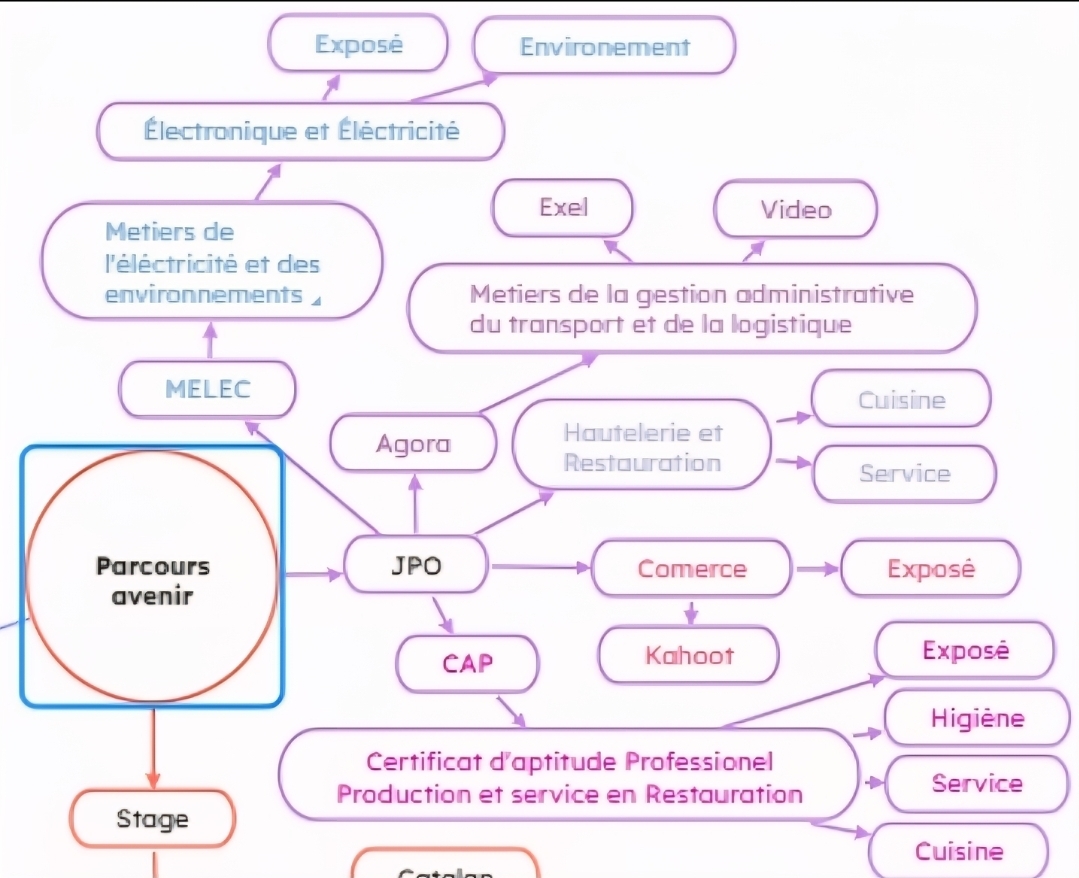 Exposé
Environement
Électronique et Éléctricité
Metiers de
l'éléctricité et des
environnements
Exel
Video
Metiers de la gestion administrative
du transport et de la logistique
MELEC
Agora
Hautelerie et
Restauration
Cuisine
Service
Parcours
avenir
JPO
Comerce
Exposé
Kahoot
CAP
Exposé
Higiène
Certificat d'aptitude Professionel
Production et service en Restauration
Service
Cuisine
Stage
Catalan